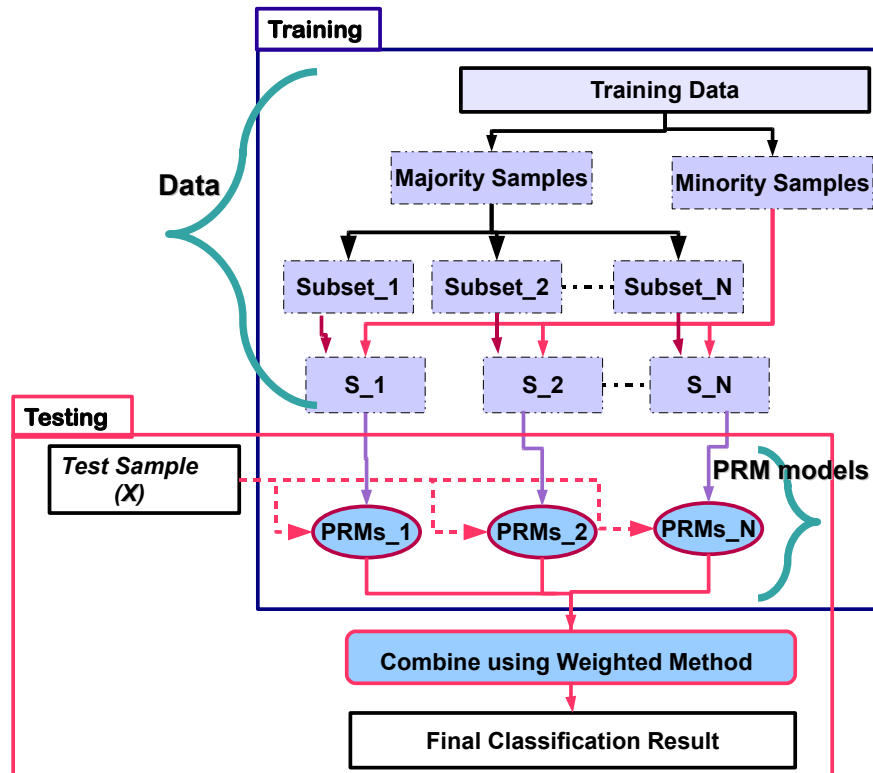 Training
Training Data
Data
Majority Samples
Minority Samples
Subset_1
Subset_2
Subset_N
S_1
S_2
S_N
Testing
Test Sample
(X)
PRM models
PRMs_1
PRMs_2
PRMs_N
Combine using Weighted Method
Final Classification Result